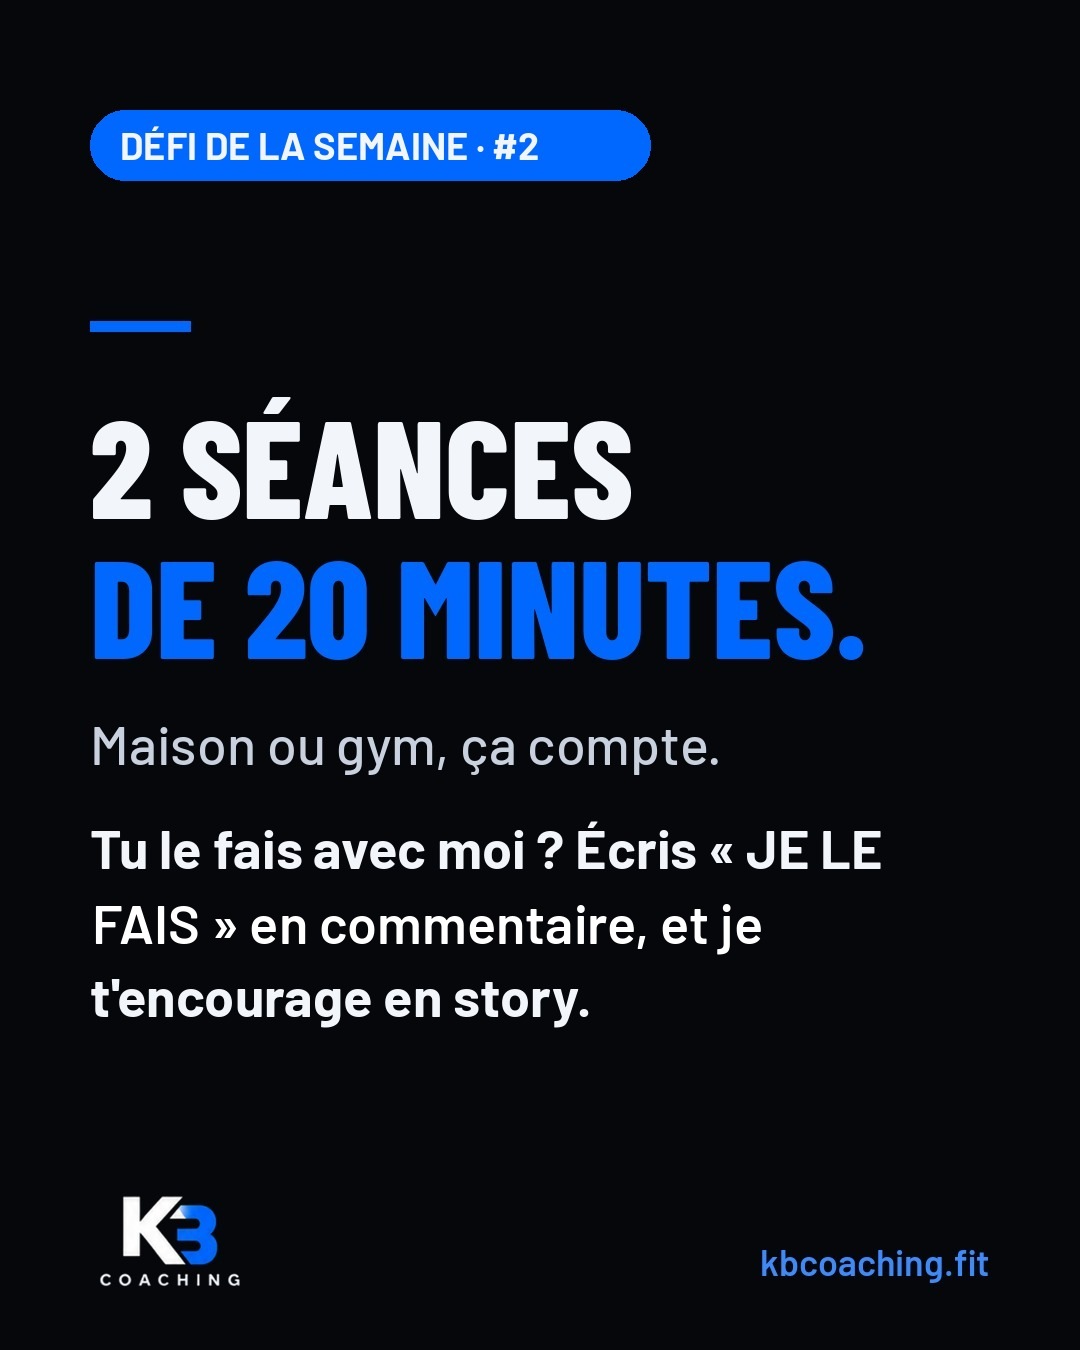 DÉFI DE LA SEMAINE · #2
2 SÉANCES
DE 20 MINUTES.
Maison ou gym, ça compte.
Tu le fais avec moi ? Écris « JE LE
FAIS » en commentaire, et je
t'encourage en story.
KB
COACHING
kbcoaching.fit